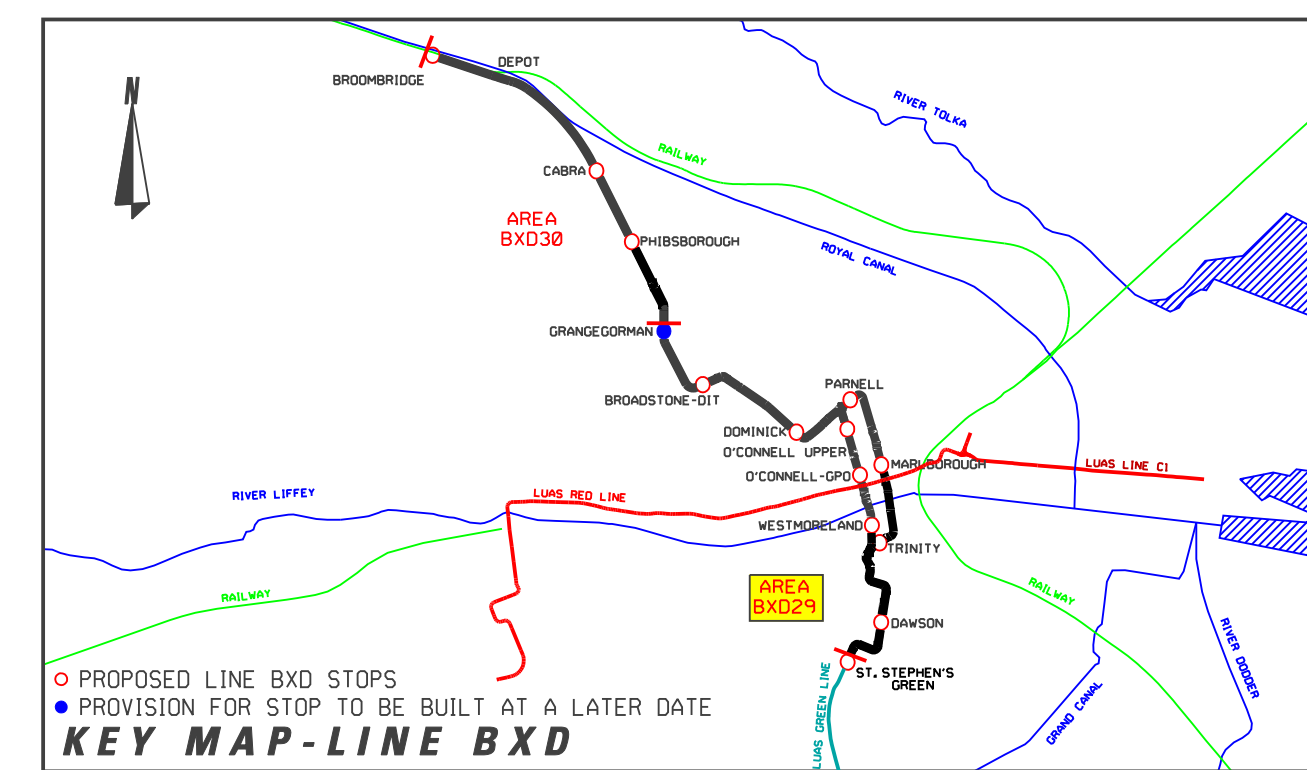 N
BROOMBRIDGE
DEPOT
RIVER TOLKA
RAILWAY
CABRA
AREA
BXD30
PHIBSBOROUGH
ROYAL CANAL
GRANGEGORMAN
PARNELL
BROADSTONE-DIT
DOMINICK
O'CONNELL UPPER
MARLBOROUGH
LUAS LINE C1
O'CONNELL-GPO
RIVER LIFFEY
LUAS RED LINE
WESTMORELAND
TRINITY
AREA
BXD29
RAILWAY
RAILWAY
DAWSON
RIVER DODDER
ST. STEPHEN'S
GREEN
LUAS GREEN LINE
GRAND CANAL
PROPOSED LINE BXD STOPS
PROVISION FOR STOP TO BE BUILT AT A LATER DATE
KEY MAP-LINE BXD